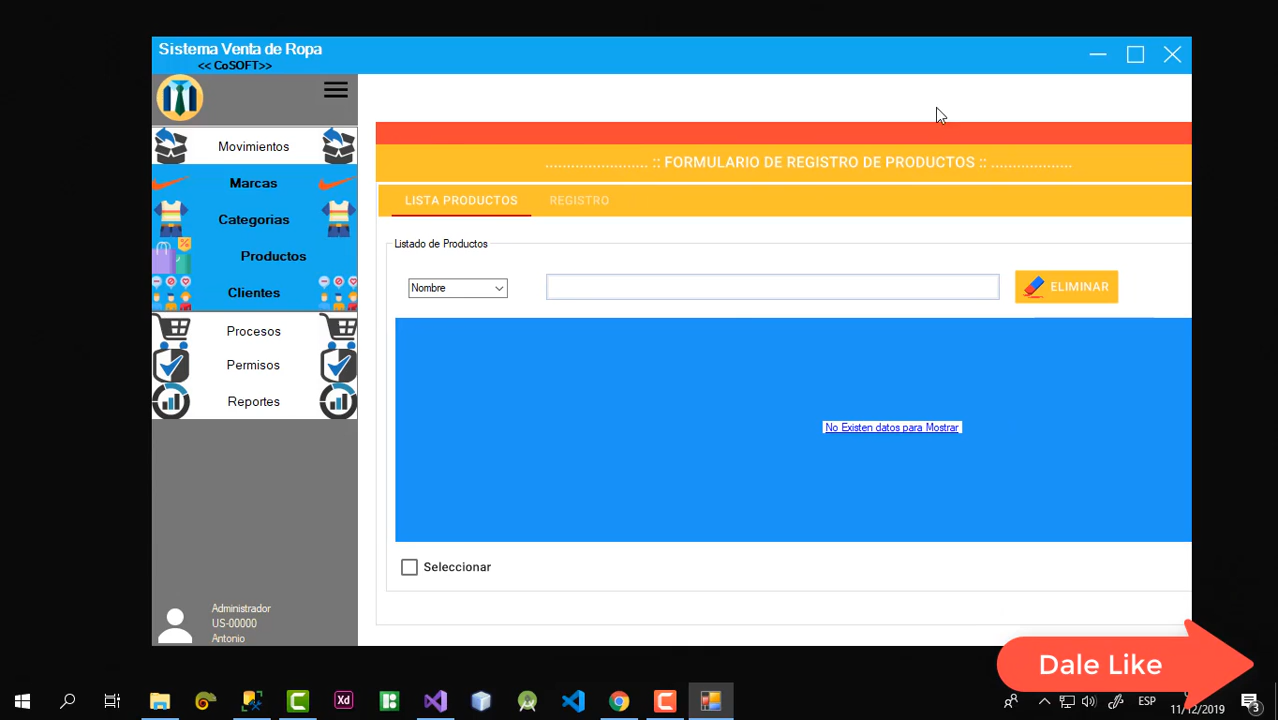 Sistema Venta de Ropa
<< CoSOFT>>
Movimientos
Marcas
Categorias
Productos
Clientes
Procesos
Permisos
Reportes
Administrador
US-00000
Antonio
....................... :: FORMULARIO DE REGISTRO DE PRODUCTOS :: ...................
LISTA PRODUCTOS REGISTRO
Listado de Productos
Nombre ELIMINAR
No Existen datos para Mostrar
Seleccionar
Dale Like
Xd ESP
11/12/2019 3